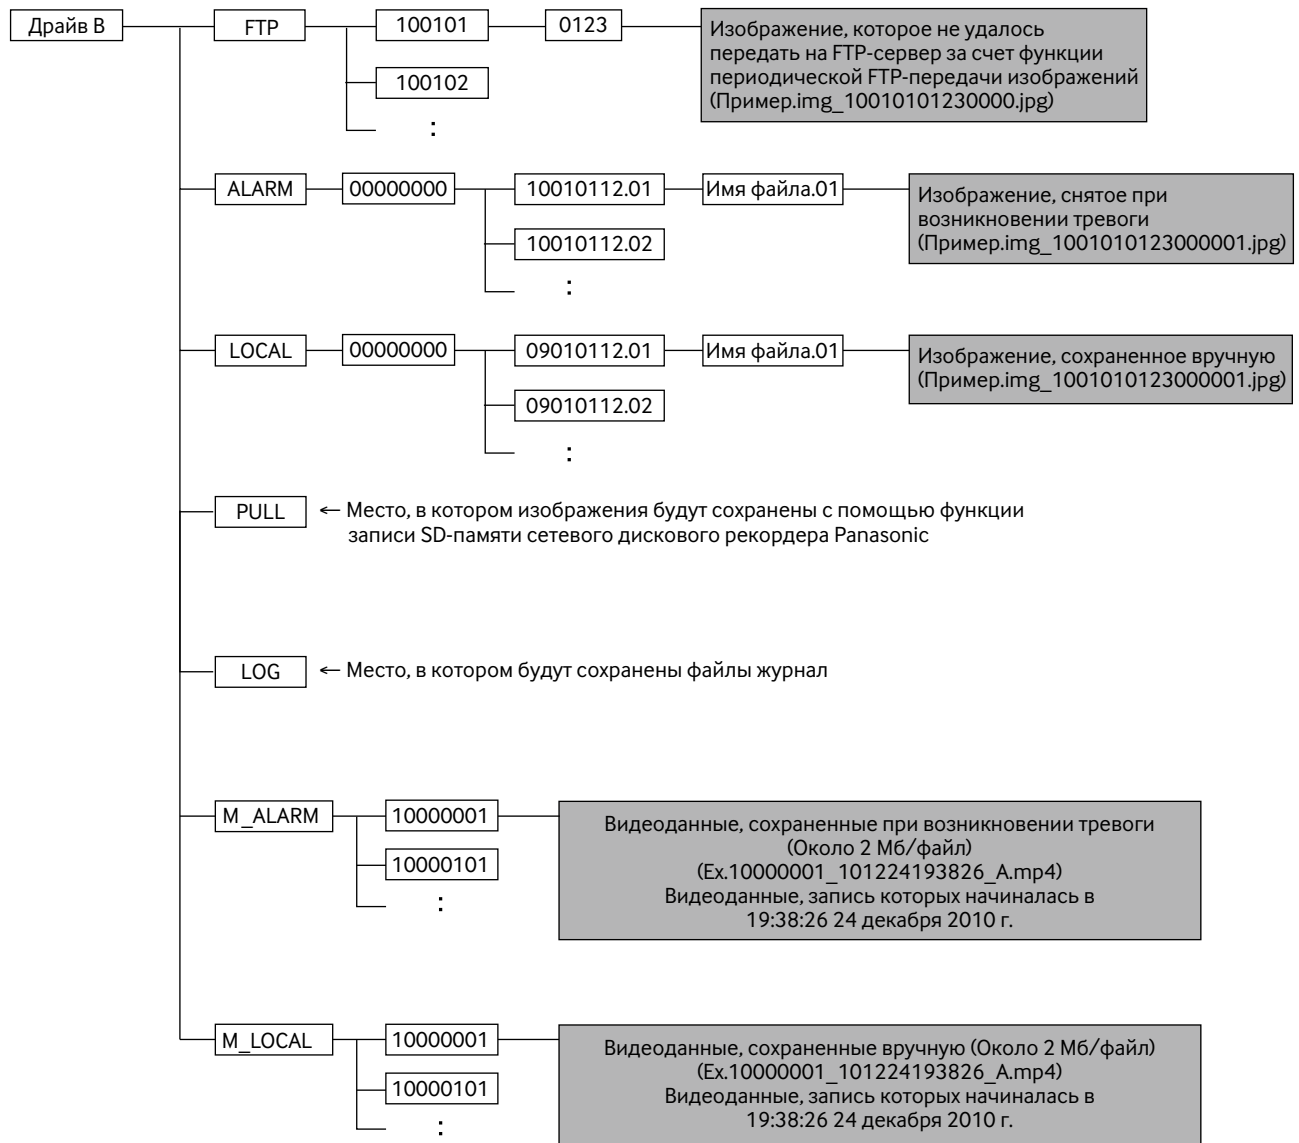 Драйв B
FTP
100101
0123
Изображение, которое не удалось
передать на FTP-сервер за счет функции
периодической FTP-передачи изображений
(Пример.img_10010101230000.jpg)
100102
:
ALARM
00000000
10010112.01
Имя файла.01
Изображение, снятое при
возникновении тревоги
(Пример.img_1001010123000001.jpg)
10010112.02
:
LOCAL
00000000
09010112.01
Имя файла.01
Изображение, сохраненное вручную
(Пример.img_1001010123000001.jpg)
09010112.02
:
PULL
← Место, в котором изображения будут сохранены с помощью функции
записи SD-памяти сетевого дискового рекордера Panasonic
LOG
← Место, в котором будут сохранены файлы журнал
M_ALARM
10000001
Видеоданные, сохраненные при возникновении тревоги
(Около 2 Мб/файл)
(Ex.10000001_101224193826_A.mp4)
Видеоданные, запись которых начиналась в
19:38:26 24 декабря 2010 г.
10000101
:
M_LOCAL
10000001
Видеоданные, сохраненные вручную (Около 2 Мб/файл)
(Ex.10000001_101224193826_A.mp4)
Видеоданные, запись которых начиналась в
19:38:26 24 декабря 2010 г.
10000101
: